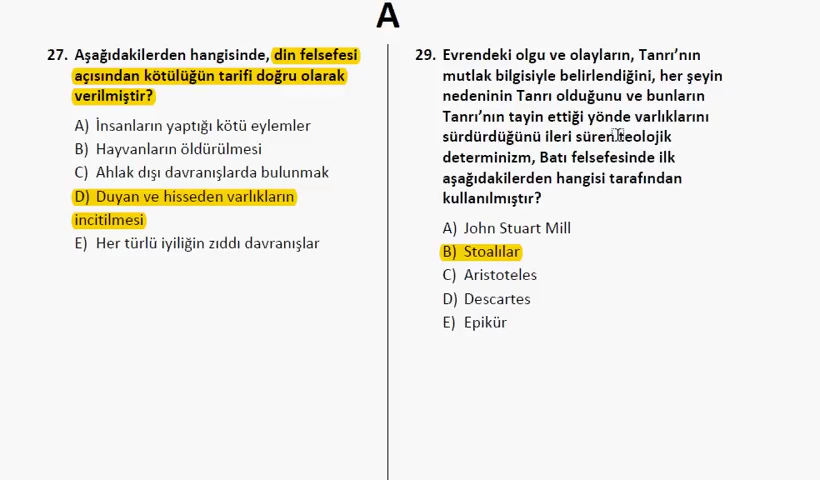 A
27. Aşağıdakilerden hangisinde, din felsefesi
açısından kötülüğün tarifi doğru olarak
verilmiştir?
A) İnsanların yaptığı kötü eylemler
B) Hayvanların öldürülmesi
C) Ahlak dışı davranışlarda bulunmak
D) Duyan ve hisseden varlıkların
incitilmesi
E) Her türlü iyiliğin zıddı davranışlar
29. Evrendeki olgu ve olayların, Tanrı’nın
mutlak bilgisiyle belirlendiğini, her şeyin
nedeninin Tanrı olduğunu ve bunların
Tanrı’nın tayin ettiği yönde varlıklarını
sürdürdüğünü ileri süren teolojik
determinizm, Batı felsefesinde ilk
aşağıdakilerden hangisi tarafından
kullanılmıştır?
A) John Stuart Mill
B) Stoalılar
C) Aristoteles
D) Descartes
E) Epikür